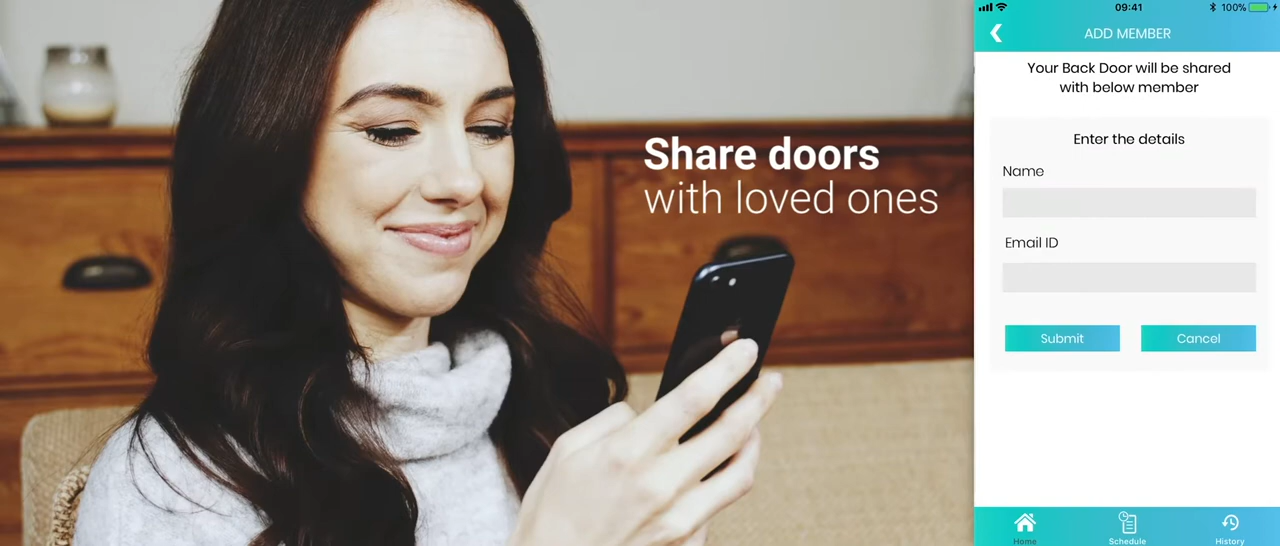 Share doors
with loved ones
09:41
100%
ADD MEMBER
Your Back Door will be shared
with below member
Enter the details
Name
Email ID
Submit
Cancel
Home
Schedule
History